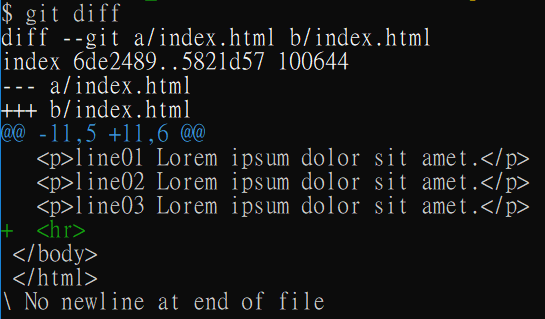 $ git diff
diff --git a/index.html b/index.html
index 6de2489..5821d57 100644
--- a/index.html
+++ b/index.html
@@ -11,5 +11,6 @@
   <p>line01 Lorem ipsum dolor sit amet.</p>
   <p>line02 Lorem ipsum dolor sit amet.</p>
   <p>line03 Lorem ipsum dolor sit amet.</p>
+  <hr>
 </body>
 </html>
\ No newline at end of file